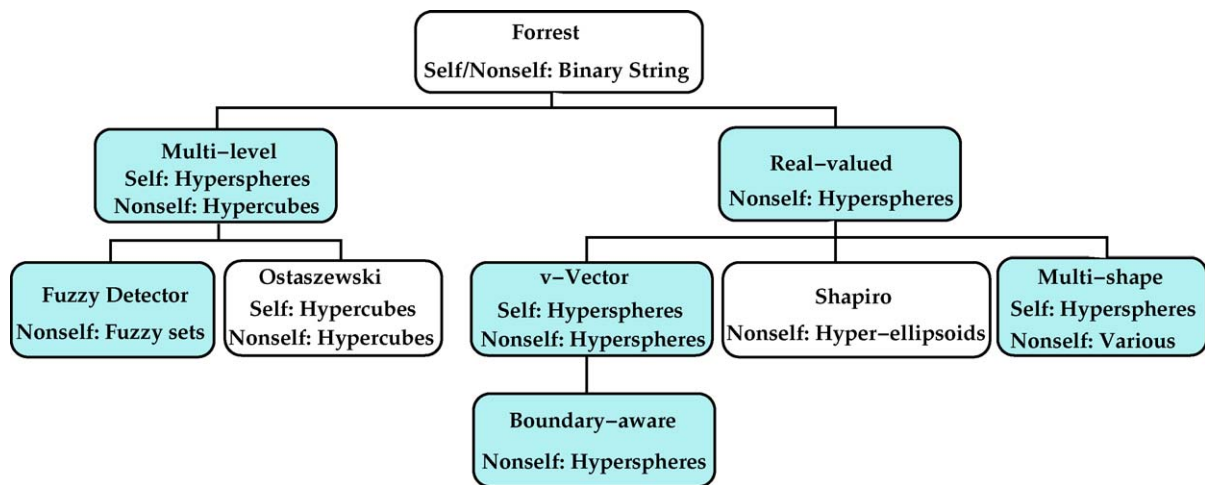 Forrest
Self/Nonself: Binary String
Multi−level
Self: Hyperspheres
Nonself: Hypercubes
Real−valued
Nonself: Hyperspheres
Fuzzy Detector
Nonself: Fuzzy sets
Ostaszewski
Self: Hypercubes
Nonself: Hypercubes
v−Vector
Self: Hyperspheres
Nonself: Hyperspheres
Shapiro
Nonself: Hyper−ellipsoids
Multi−shape
Self: Hyperspheres
Nonself: Various
Boundary−aware
Nonself: Hyperspheres